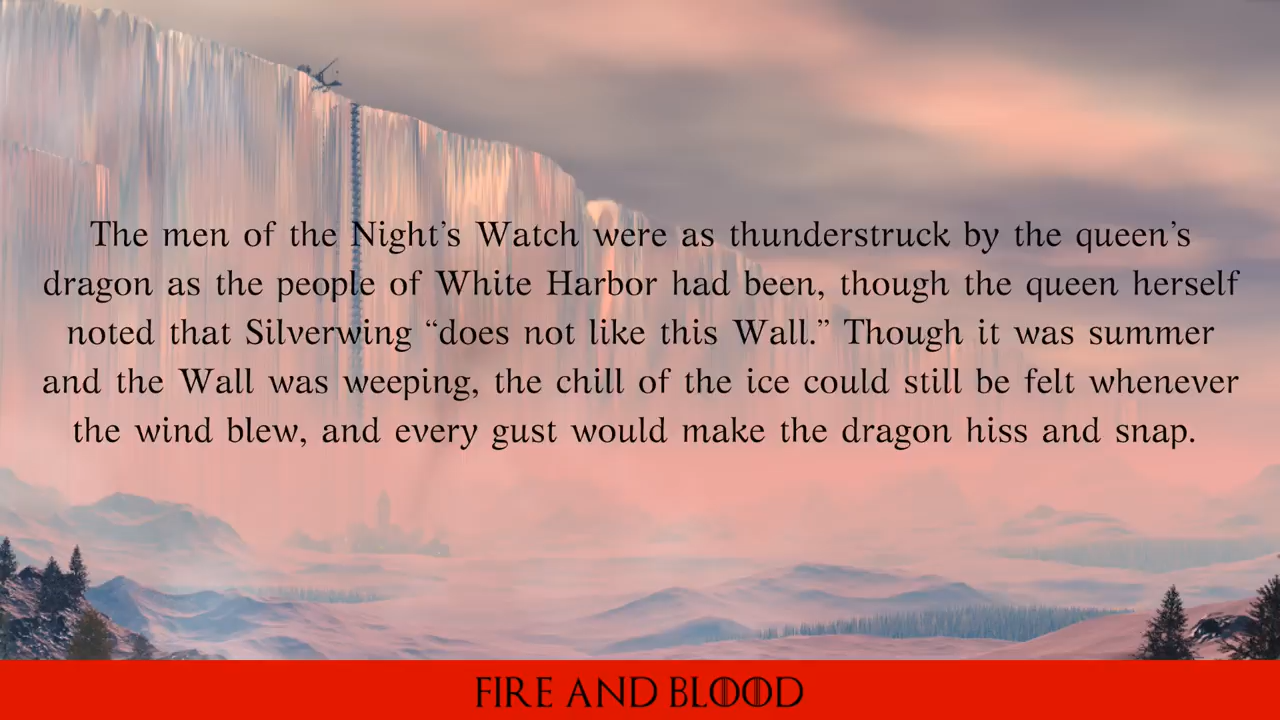 The men of the Night’s Watch were as thunderstruck by the queen’s
dragon as the people of White Harbor had been, though the queen herself
noted that Silverwing “does not like this Wall.” Though it was summer
and the Wall was weeping, the chill of the ice could still be felt whenever
the wind blew, and every gust would make the dragon hiss and snap.
FIRE AND BLOOD